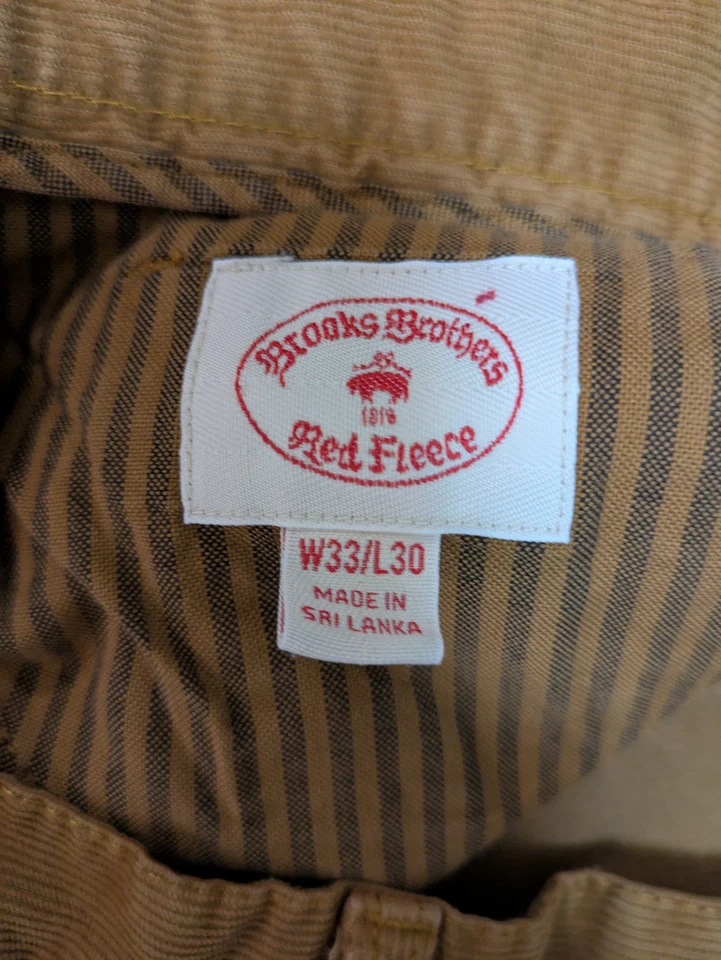 Brooks Brothers
1818
Red Fleece
W33/L30
MADE IN
SRI LANKA